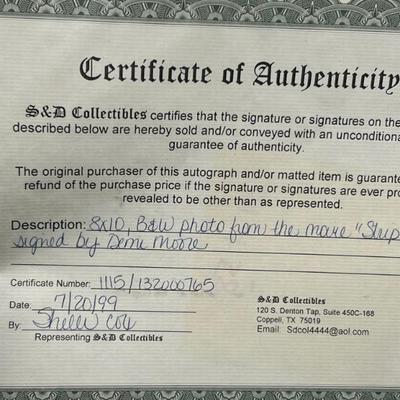 Certificate of Authenticity
S&D Collectibles certifies that the signature or signatures on the
described below are hereby sold and/or conveyed with an unconditiona
guarantee of authenticity.
The original purchaser of this autograph and/or matted item is guarante
refund of the purchase price if the signature or signatures are ever pro
revealed to be other than as represented.
Description: 8x10, B&W photo from the movie "Strip
signed by Demi Moore
Certificate Number: 1115/132000765
Date: 7/20/99
By:
Representing S&D Collectibles
S&D Collectibles
120 S. Denton Tap, Suite 450C-168
Coppell, TX 75019
Email: Sdcol4444@aol.com